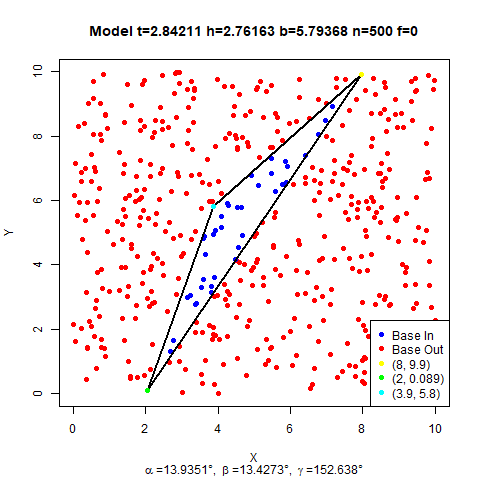 Model t=2.84211 h=2.76163 b=5.79368 n=500 f=0
10
8
6
4
2
0
Y
Base In
Base Out
(8, 9.9)
(2, 0.089)
(3.9, 5.8)
0 2 4 6 8 10
X
α=13.9351°, β=13.4273°, γ=152.638°